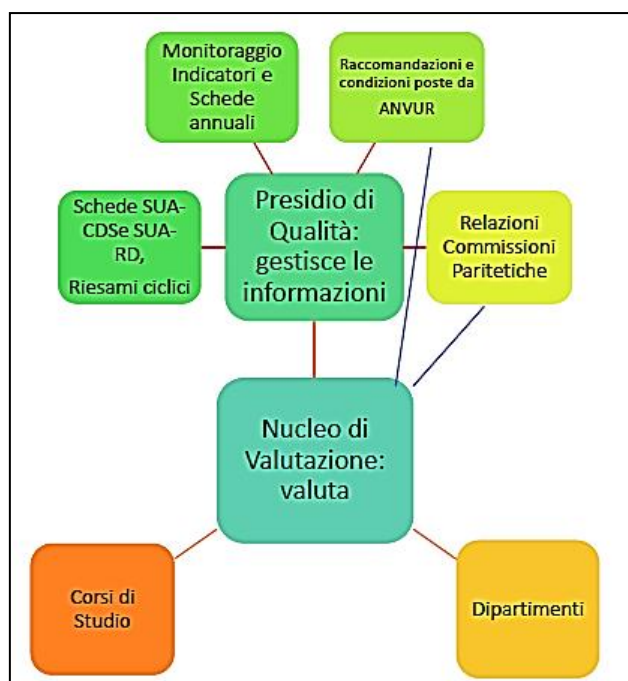 Monitoraggio
Indicatori e
Schede
annuali
Raccomandazioni e
condizioni poste da
ANVUR
Schede SUA-
CDSe SUA-
RD,
Riesami ciclici
Presidio di
Qualità:
gestisce le
informazioni
Relazioni
Commissioni
Paritetiche
Nucleo di
Valutazione:
valuta
Corsi di
Studio
Dipartimenti